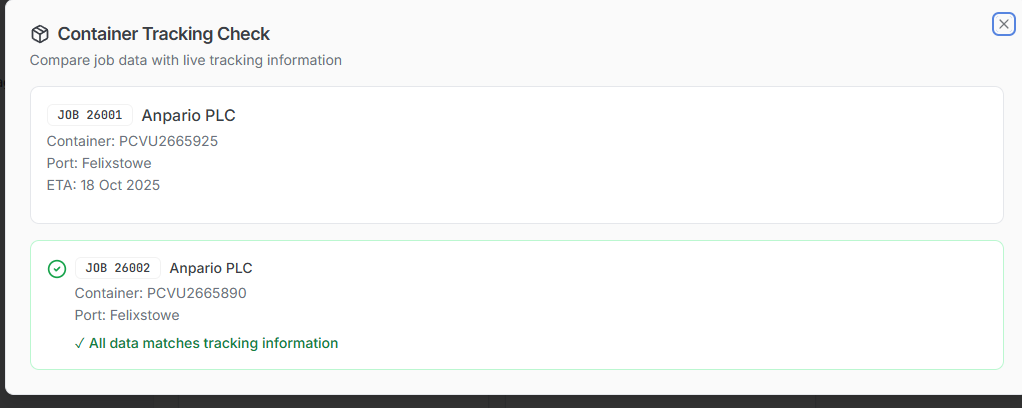 Container Tracking Check
Compare job data with live tracking information
JOB 26001 Anpario PLC
Container: PCVU2665925
Port: Felixstowe
ETA: 18 Oct 2025
JOB 26002 Anpario PLC
Container: PCVU2665890
Port: Felixstowe
✓ All data matches tracking information